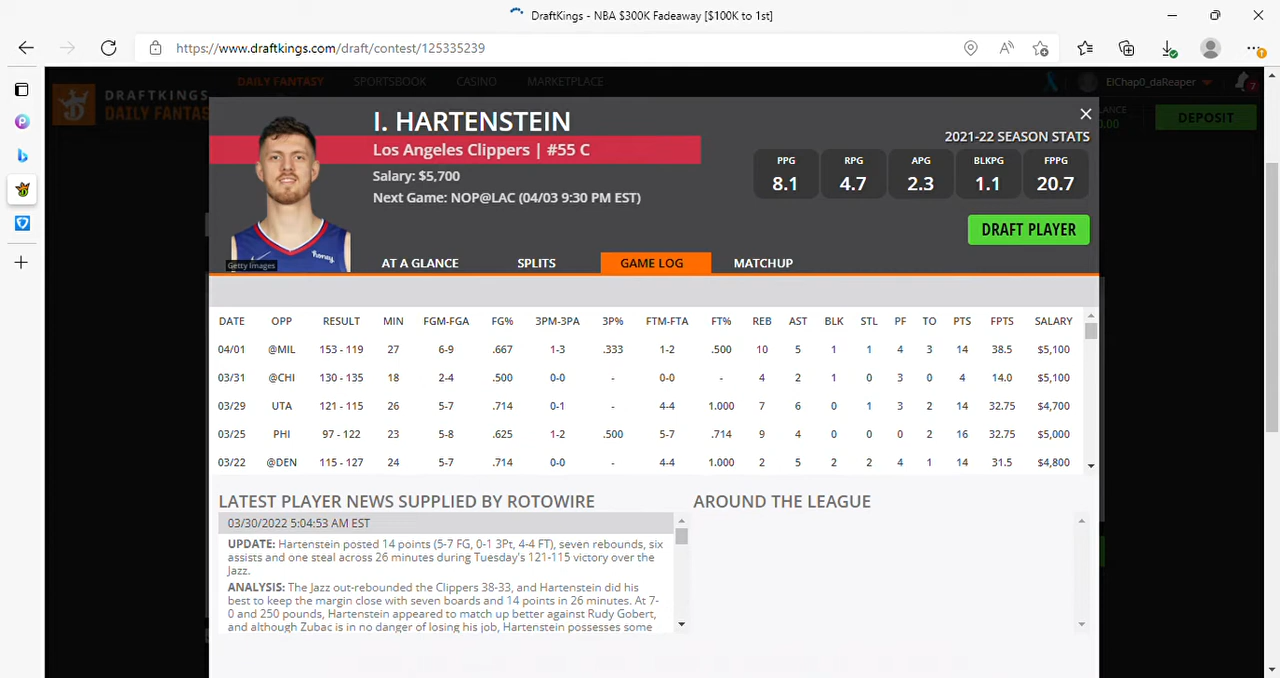 DraftKings - NBA $300K Fadeaway [$100K to 1st]
https://www.draftkings.com/draft/contest/125335239
DRAFTKINGS
DAILY FANTAS
DAILY FANTASY SPORTSBOOK CASINO MARKETPLACE
ElChap0_daReaper
7
LANCE
0.00
DEPOSIT
I. HARTENSTEIN
Los Angeles Clippers | #55 C
Salary: $5,700
Next Game: NOP@LAC (04/03 9:30 PM EST)
Getty Images
honey
2021-22 SEASON STATS
PPG RPG APG BLKPG FPPG
8.1 4.7 2.3 1.1 20.7
DRAFT PLAYER
AT A GLANCE SPLITS GAME LOG MATCHUP
DATE OPP RESULT MIN FGM-FGA FG% 3PM-3PA 3P% FTM-FTA FT% REB AST BLK STL PF TO PTS FPTS SALARY
04/01 @MIL 153 - 119 27 6-9 .667 1-3 .333 1-2 .500 10 5 1 1 4 3 14 38.5 $5,100
03/31 @CHI 130 - 135 18 2-4 .500 0-0 - 0-0 - 4 2 1 0 3 0 4 14.0 $5,100
03/29 UTA 121 - 115 26 5-7 .714 0-1 - 4-4 1.000 7 6 0 1 3 2 14 32.75 $4,700
03/25 PHI 97 - 122 23 5-8 .625 1-2 .500 5-7 .714 9 4 0 0 0 2 16 32.75 $5,000
03/22 @DEN 115 - 127 24 5-7 .714 0-0 - 4-4 1.000 2 5 2 2 4 1 14 31.5 $4,800
LATEST PLAYER NEWS SUPPLIED BY ROTOWIRE
03/30/2022 5:04:53 AM EST
UPDATE: Hartenstein posted 14 points (5-7 FG, 0-1 3Pt, 4-4 FT), seven rebounds, six
assists and one steal across 26 minutes during Tuesday's 121-115 victory over the
Jazz.
ANALYSIS: The Jazz out-rebounded the Clippers 38-33, and Hartenstein did his
best to keep the margin close with seven boards and 14 points in 26 minutes. At 7-
0 and 250 pounds, Hartenstein appeared to match up better against Rudy Gobert,
and although Zubac is in no danger of losing his job, Hartenstein possesses some
AROUND THE LEAGUE